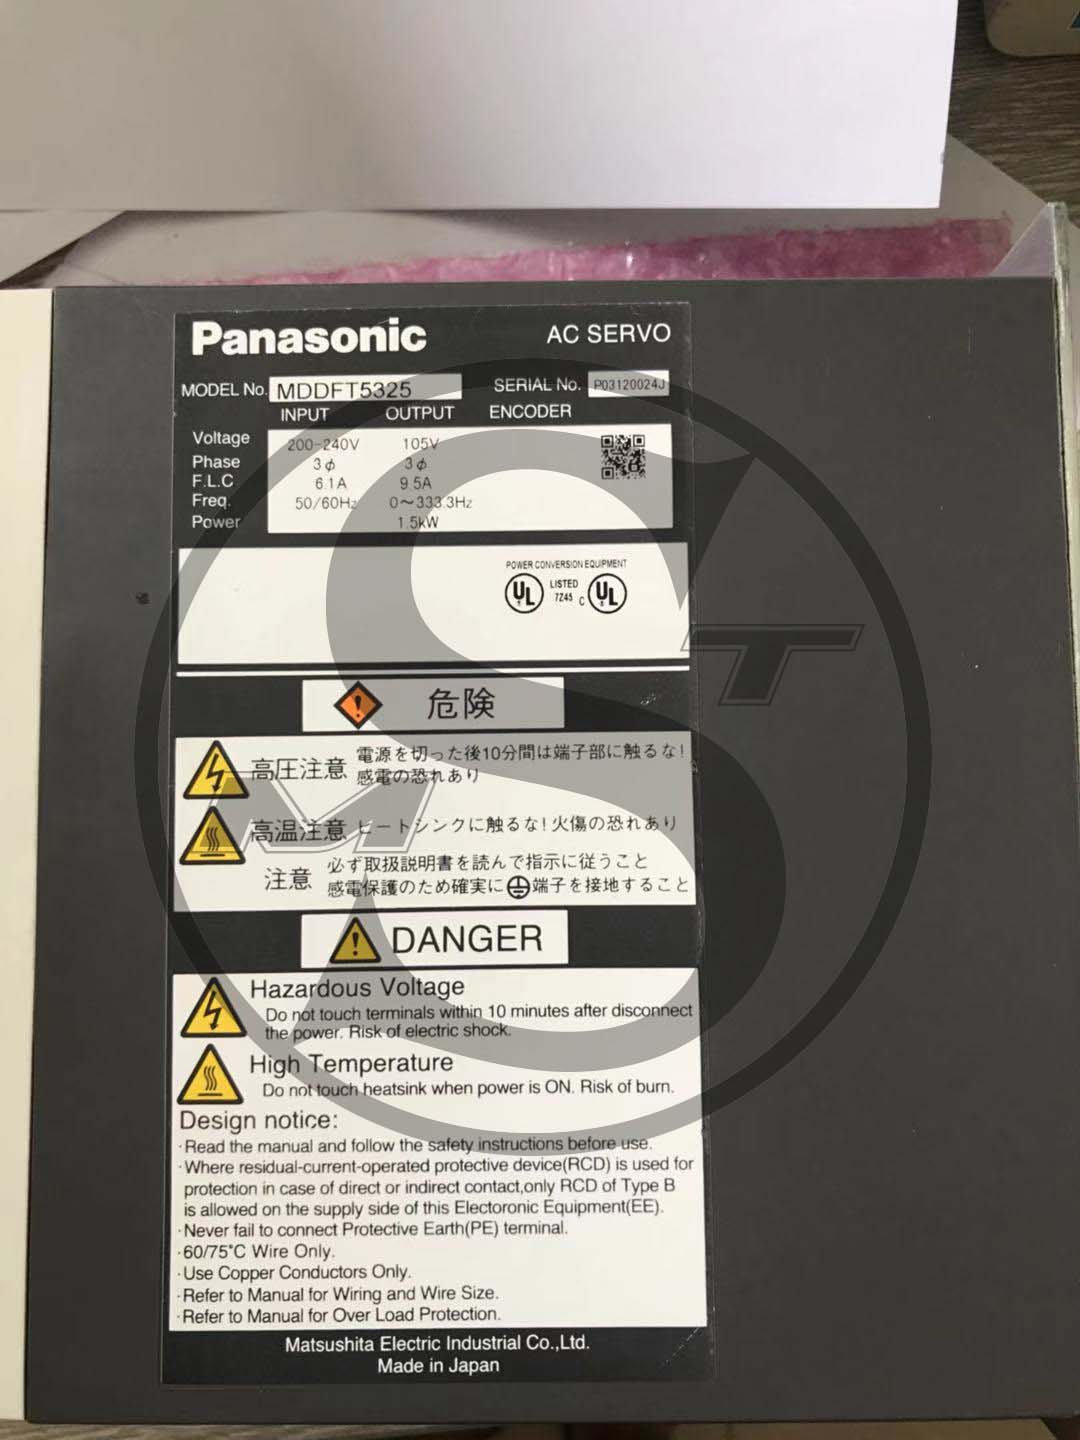 Panasonic AC SERVO
MODEL No. MDDFT5325 SERIAL No. P03120024J
INPUT OUTPUT ENCODER
Voltage 200-240V 105V
Phase 3φ 3φ
F.L.C 6.1A 9.5A
Freq. 50/60Hz 0～333.3Hz
Power 1.5kW
POWER CONVERSION EQUIPMENT
UL LISTED 7Z45 C UL
危険
高圧注意 電源を切った後10分間は端子部に触るな!
感電の恐れあり
高温注意 ヒートシンクに触るな!火傷の恐れあり
注意 必ず取扱説明書を読んで指示に従うこと
感電保護のため確実に端子を接地すること
DANGER
Hazardous Voltage
Do not touch terminals within 10 minutes after disconnect
the power. Risk of electric shock.
High Temperature
Do not touch heatsink when power is ON. Risk of burn.
Design notice:
·Read the manual and follow the safety instructions before use.
·Where residual-current-operated protective device(RCD) is used for
protection in case of direct or indirect contact,only RCD of Type B
is allowed on the supply side of this Electoronic Equipment(EE).
·Never fail to connect Protective Earth(PE) terminal.
·60/75°C Wire Only.
·Use Copper Conductors Only.
·Refer to Manual for Wiring and Wire Size.
·Refer to Manual for Over Load Protection.
Matsushita Electric Industrial Co.,Ltd.
Made in Japan
M S T